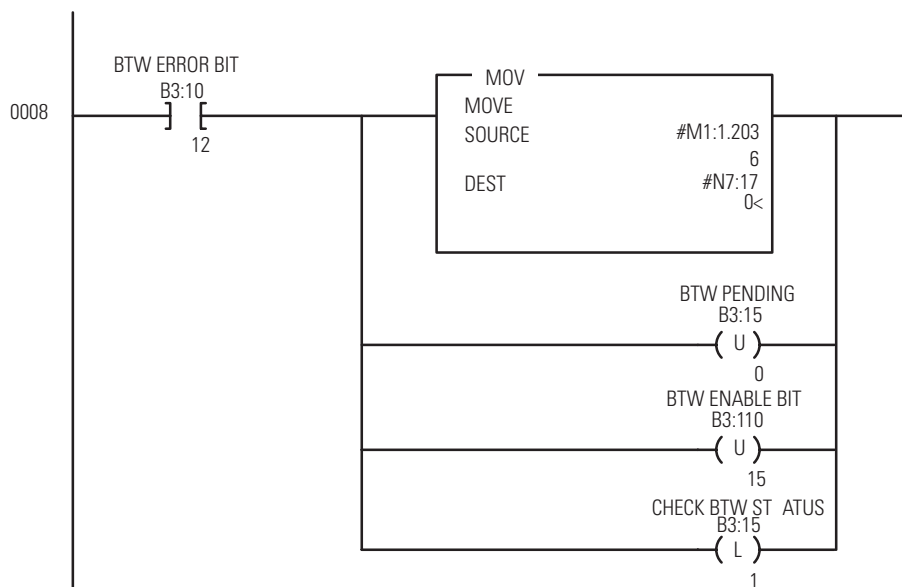 BTW ERROR BIT
B3:10
0008
12
MOV
MOVE
SOURCE #M1:1.203
6
DEST #N7:17
0<
BTW PENDING
B3:15
U
0
BTW ENABLE BIT
B3:110
U
15
CHECK BTW ST ATUS
B3:15
L
1